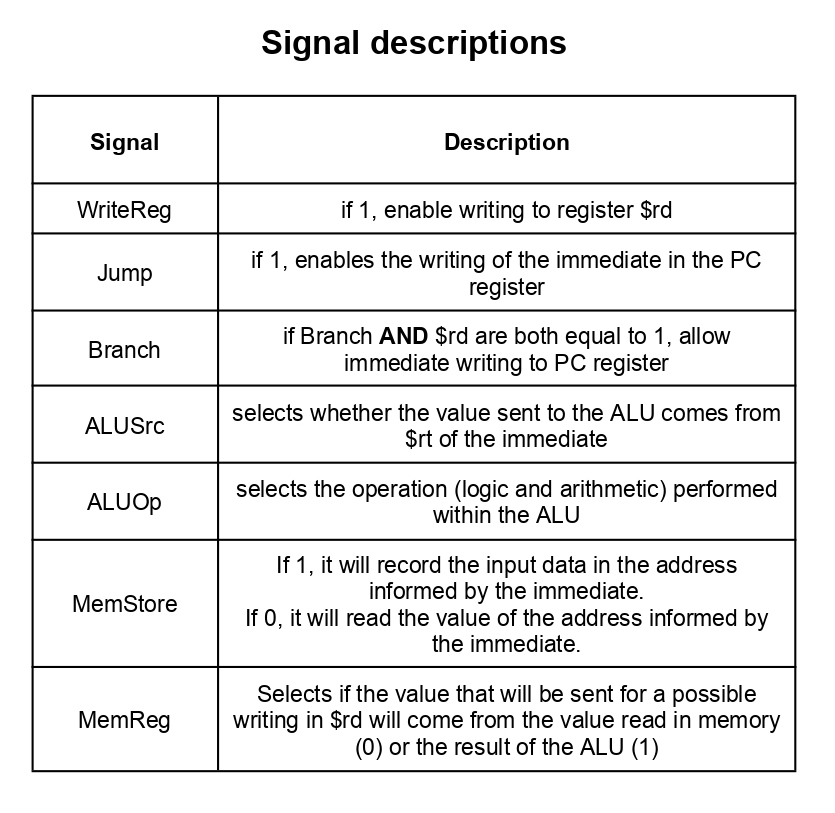 Signal descriptions
Signal
Description
WriteReg
if 1, enable writing to register $rd
Jump
if 1, enables the writing of the immediate in the PC
register
Branch
if Branch AND $rd are both equal to 1, allow
immediate writing to PC register
ALUSrc
selects whether the value sent to the ALU comes from
$rt of the immediate
ALUOp
selects the operation (logic and arithmetic) performed
within the ALU
MemStore
If 1, it will record the input data in the address
informed by the immediate.
If 0, it will read the value of the address informed by
the immediate.
MemReg
Selects if the value that will be sent for a possible
writing in $rd will come from the value read in memory
(0) or the result of the ALU (1)